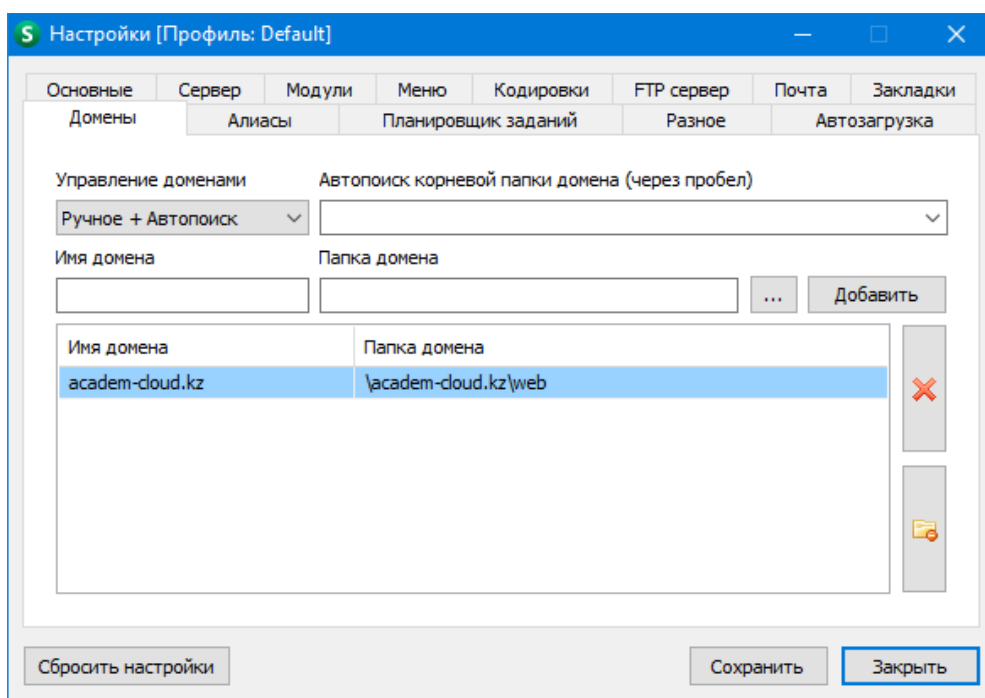 S Настройки [Профиль: Default]
Основные Сервер Модули Меню Кодировки FTP сервер Почта Закладки
Домены Алиасы Планировщик заданий Разное Автозагрузка
Управление доменами Автопоиск корневой папки домена (через пробел)
Ручное + Автопоиск
Имя домена Папка домена
... Добавить
Имя домена Папка домена
academ-cloud.kz \academ-cloud.kz\web
Сбросить настройки Сохранить Закрыть